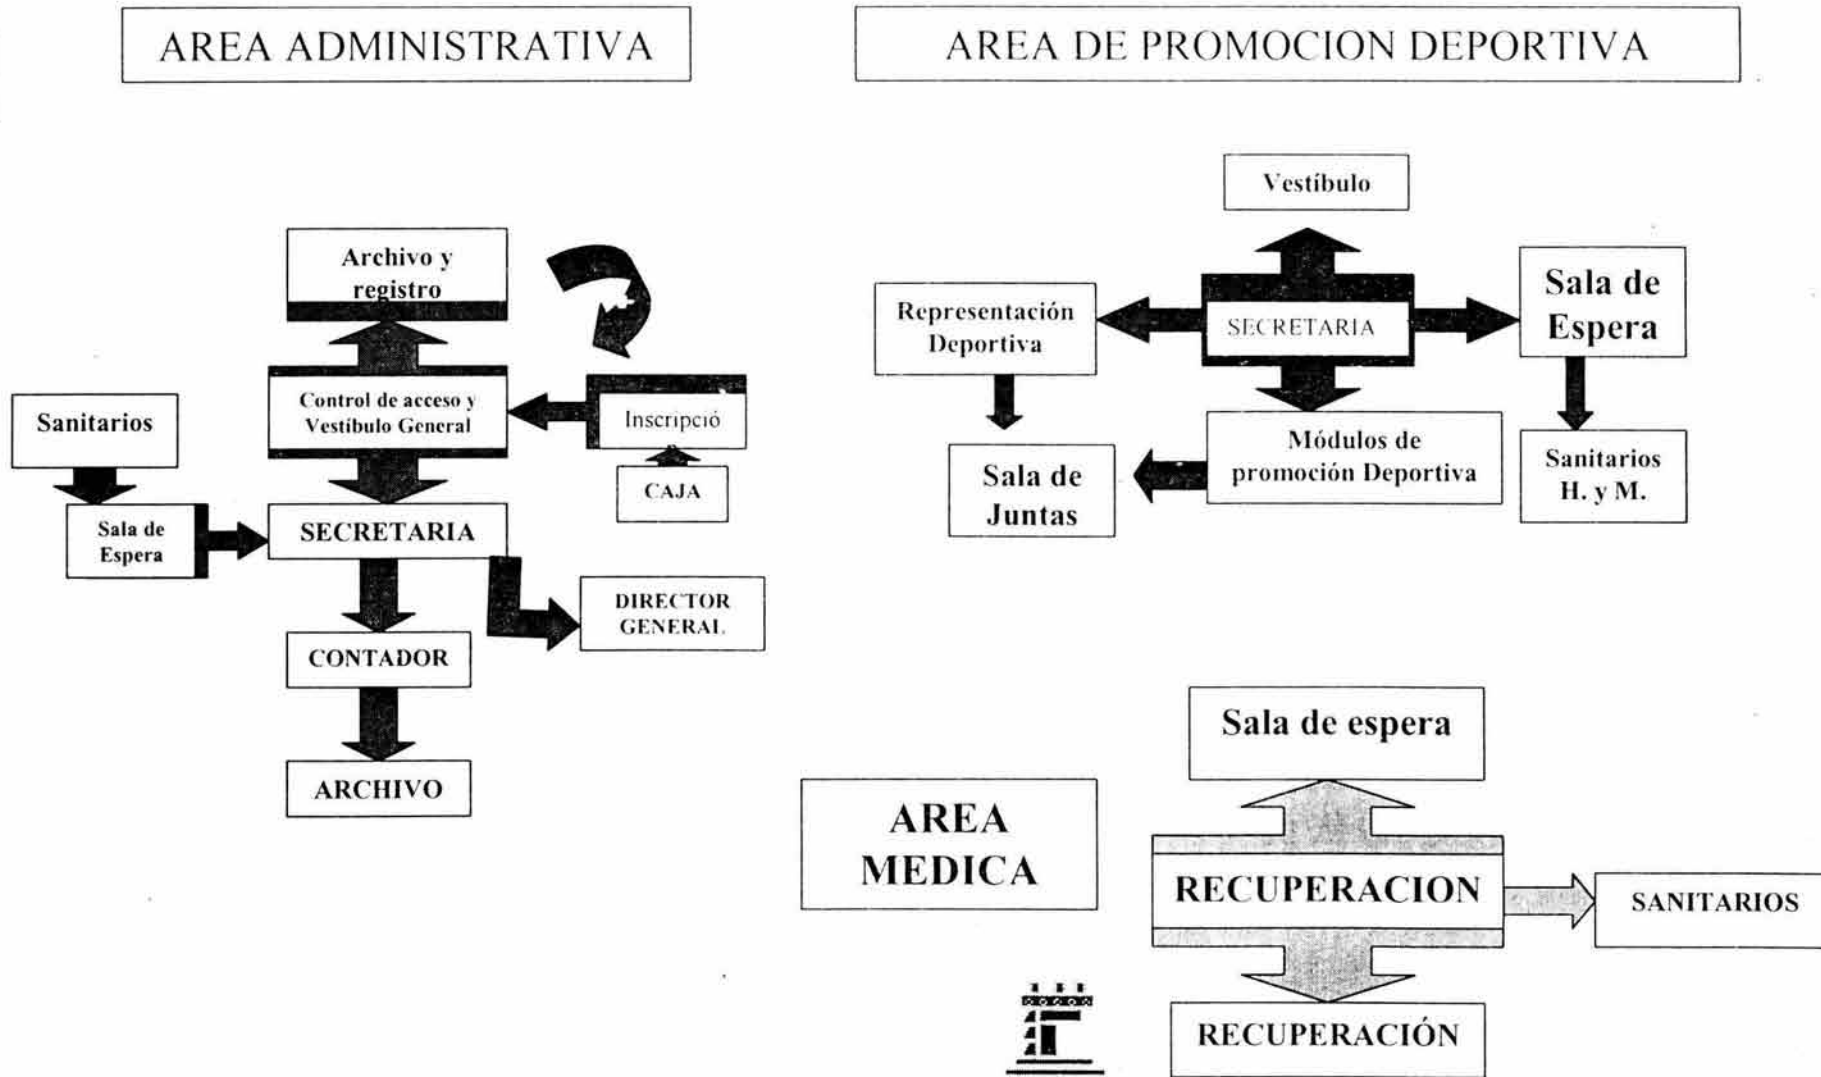 AREA ADMINISTRATIVA
Archivo y
registro
Control de acceso y
Vestíbulo General
Inscripció
CAJA
Sanitarios
Sala de
Espera
SECRETARIA
DIRECTOR
GENERAL
CONTADOR
ARCHIVO
AREA DE PROMOCION DEPORTIVA
Vestíbulo
Representación
Deportiva
SECRETARIA
Sala de
Espera
Sala de
Juntas
Módulos de
promoción Deportiva
Sanitarios
H. y M.
AREA
MEDICA
Sala de espera
RECUPERACION
SANITARIOS
RECUPERACIÓN